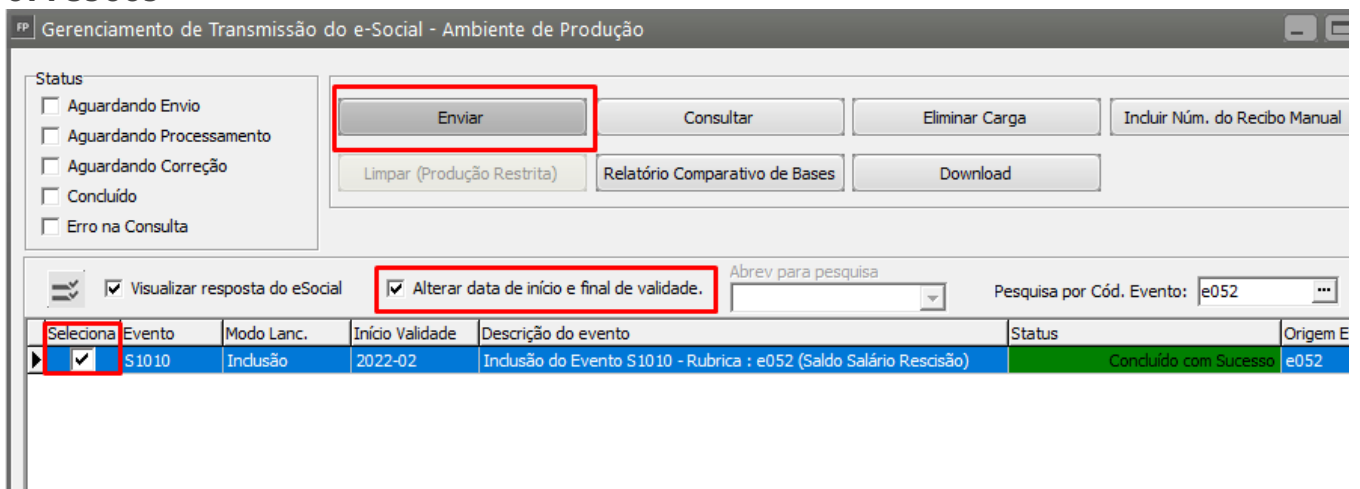 FP Gerenciamento de Transmissão do e-Social - Ambiente de Produção
Status
Aguardando Envio
Aguardando Processamento
Aguardando Correção
Concluído
Erro na Consulta
Enviar Consultar Eliminar Carga Incluir Núm. do Recibo Manual
Limpar (Produção Restrita) Relatório Comparativo de Bases Download
Visualizar resposta do eSocial Alterar data de início e final de validade. Abrev para pesquisa Pesquisa por Cód. Evento: e052 ...
Seleciona Evento Modo Lanc. Início Validade Descrição do evento Status Origem E
S1010 Inclusão 2022-02 Inclusão do Evento S1010 - Rubrica : e052 (Saldo Salário Rescisão) Concluído com Sucesso e052